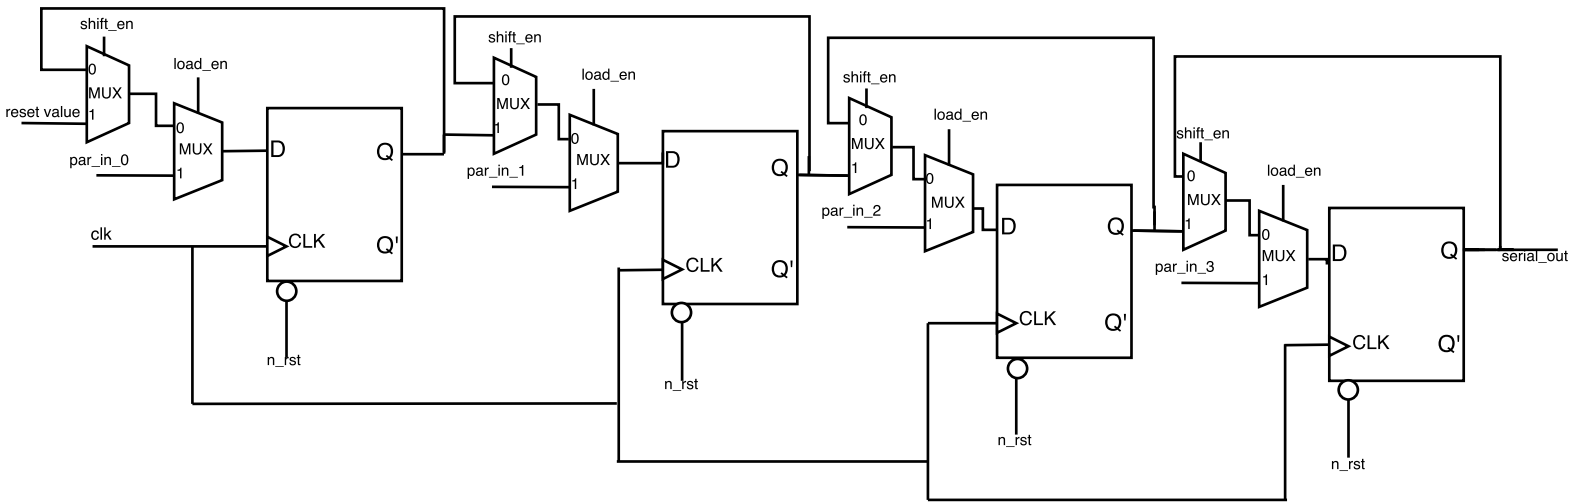 shift_en
0
MUX
1
reset value
load_en
0
MUX
1
par_in_0
D
Q
clk
CLK
Q'
n_rst
shift_en
0
MUX
1
load_en
0
MUX
1
par_in_1
D
Q
CLK
Q'
n_rst
shift_en
0
MUX
1
load_en
0
MUX
1
par_in_2
D
Q
CLK
Q'
n_rst
shift_en
0
MUX
1
load_en
0
MUX
1
par_in_3
D
Q
serial_out
CLK
Q'
n_rst